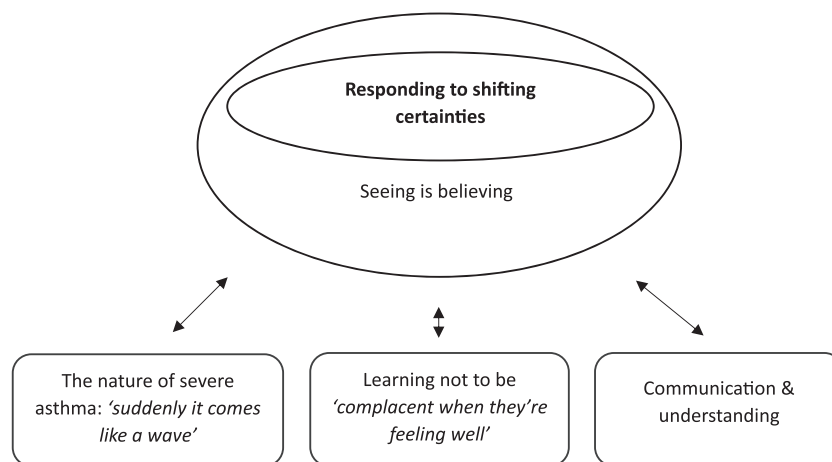 Responding to shifting
certainties
Seeing is believing
The nature of severe
asthma: ‘suddenly it comes
like a wave’
Learning not to be
‘complacent when they’re
feeling well’
Communication &
understanding